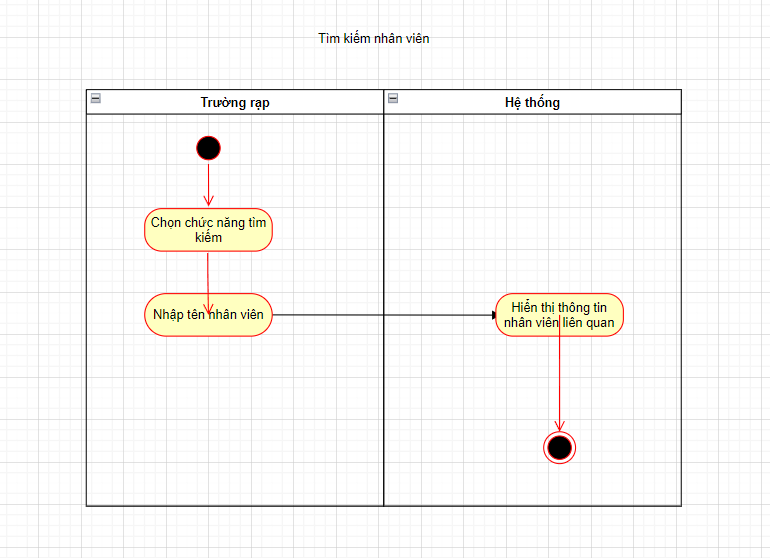 Tìm kiếm nhân viên
Trường rạp
Hệ thống
Chọn chức năng tìm
kiếm
Nhập tên nhân viên
Hiển thị thông tin
nhân viên liên quan